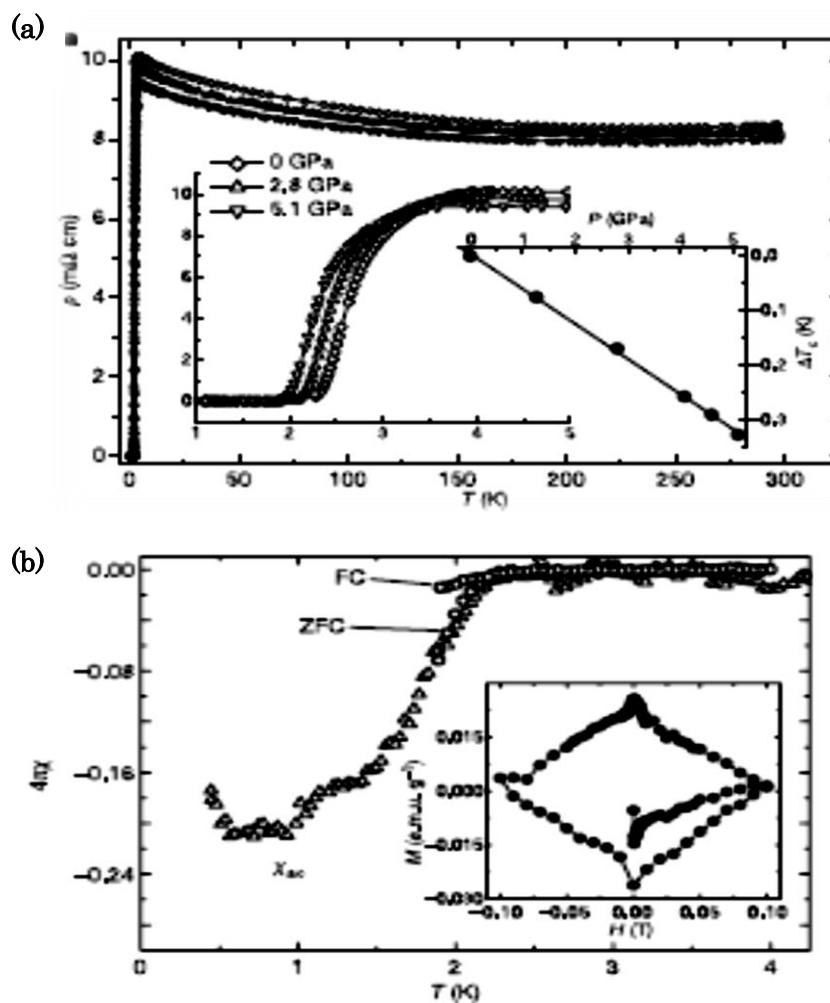 (a)
10
8
6
4
2
0
ρ (mΩ cm)
0 GPa
2.8 GPa
5.1 GPa
10
8
6
4
2
0
1 2 3 4 5
P (GPa)
0 1 2 3 4 5
0.0
0.1
0.2
0.3
ΔTc (K)
0 50 100 150 200 250 300
T (K)
(b)
0.00
−0.08
−0.16
−0.24
4πχ
FC
ZFC
χac
0.015
0.000
−0.015
−0.030
M (e.m.u. g⁻¹)
−0.10 −0.05 0.00 0.05 0.10
H (T)
0 1 2 3 4
T (K)